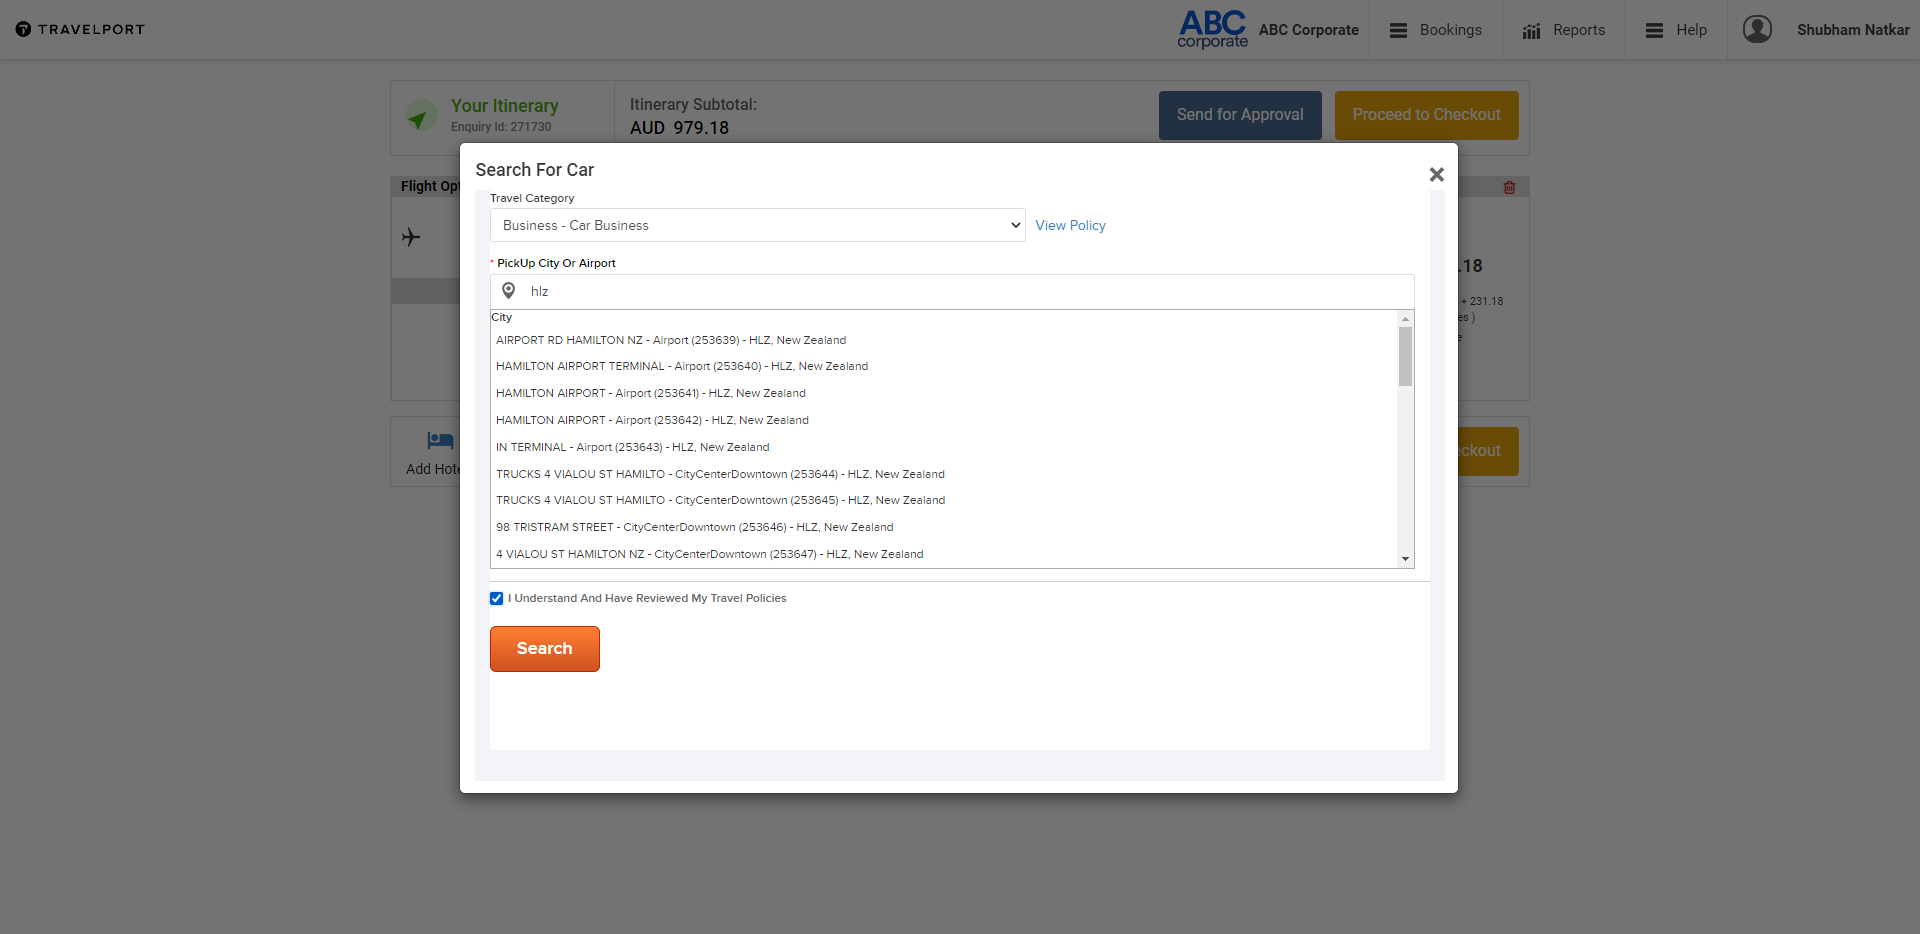 TRAVELPORT
ABC
corporate
ABC Corporate
Bookings
Reports
Help
Shubham Natkar
Your Itinerary
Enquiry Id: 271730
Itinerary Subtotal:
AUD 979.18
Send for Approval
Proceed to Checkout
Search For Car
Flight Op
Travel Category
Business - Car Business
View Policy
* PickUp City Or Airport
.18
hlz
+ 231.18
City
es )
AIRPORT RD HAMILTON NZ - Airport (253639) - HLZ, New Zealand
HAMILTON AIRPORT TERMINAL - Airport (253640) - HLZ, New Zealand
HAMILTON AIRPORT - Airport (253641) - HLZ, New Zealand
HAMILTON AIRPORT - Airport (253642) - HLZ, New Zealand
IN TERMINAL - Airport (253643) - HLZ, New Zealand
ckout
Add Hote
TRUCKS 4 VIALOU ST HAMILTO - CityCenterDowntown (253644) - HLZ, New Zealand
TRUCKS 4 VIALOU ST HAMILTO - CityCenterDowntown (253645) - HLZ, New Zealand
98 TRISTRAM STREET - CityCenterDowntown (253646) - HLZ, New Zealand
4 VIALOU ST HAMILTON NZ - CityCenterDowntown (253647) - HLZ, New Zealand
I Understand And Have Reviewed My Travel Policies
Search